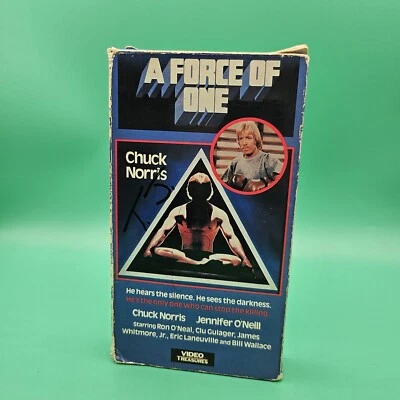 A FORCE OF
ONE
Chuck
Norris
He hears the silence. He sees the darkness.
He's the only one who can stop the killing.
Chuck Norris Jennifer O'Neill
Starring Ron O'Neal, Clu Gulager, James
Whitmore, Jr., Eric Laneuville and Bill Wallace
VIDEO
TREASURES